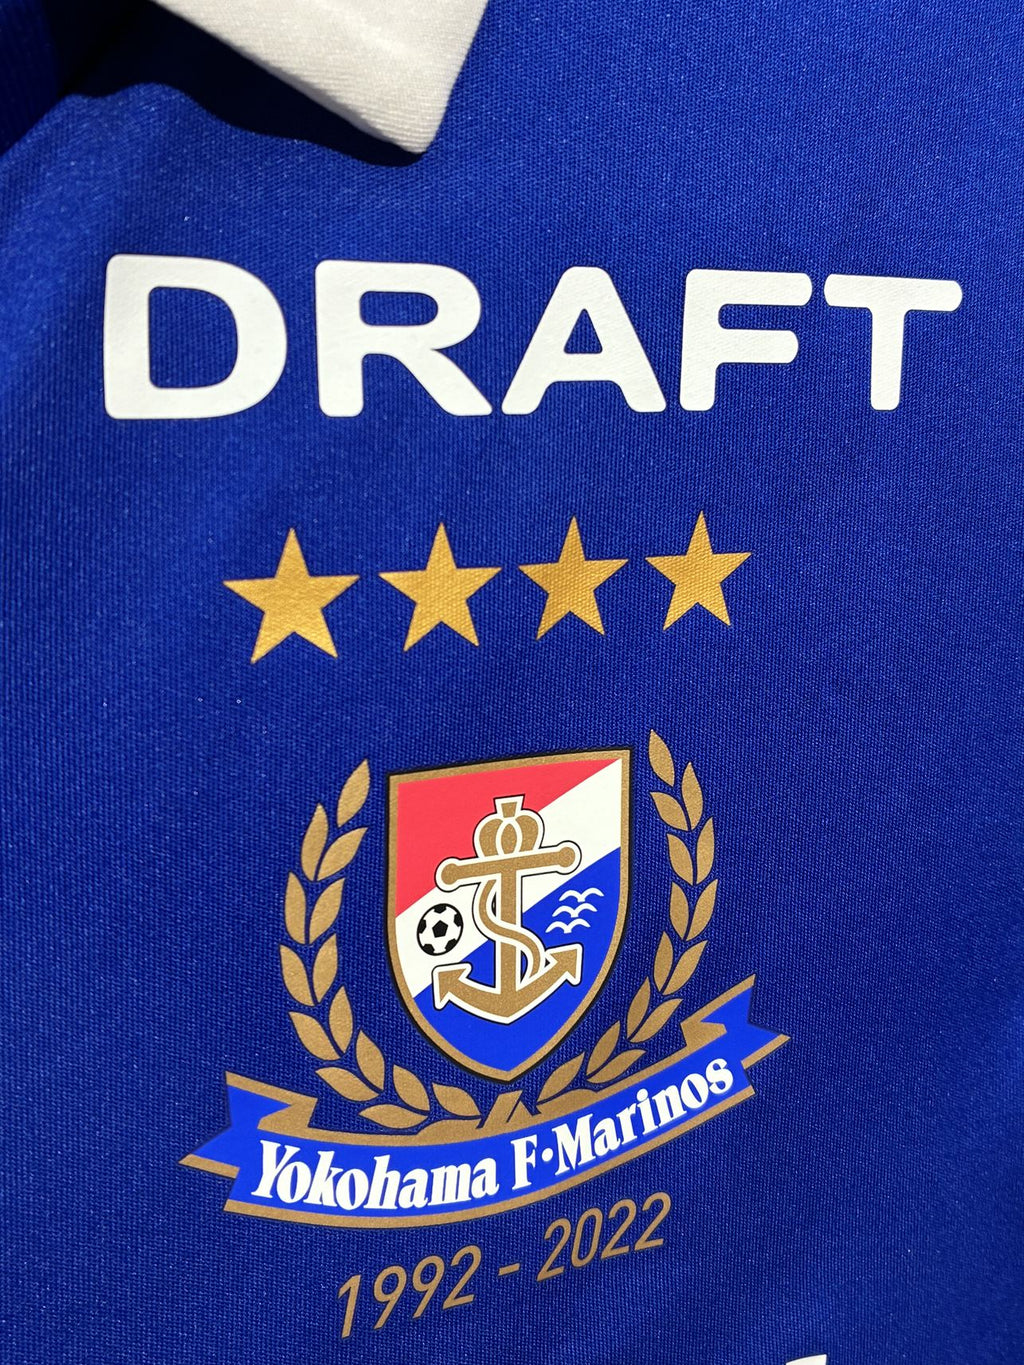 DRAFT
Yokohama F·Marinos
1992 - 2022